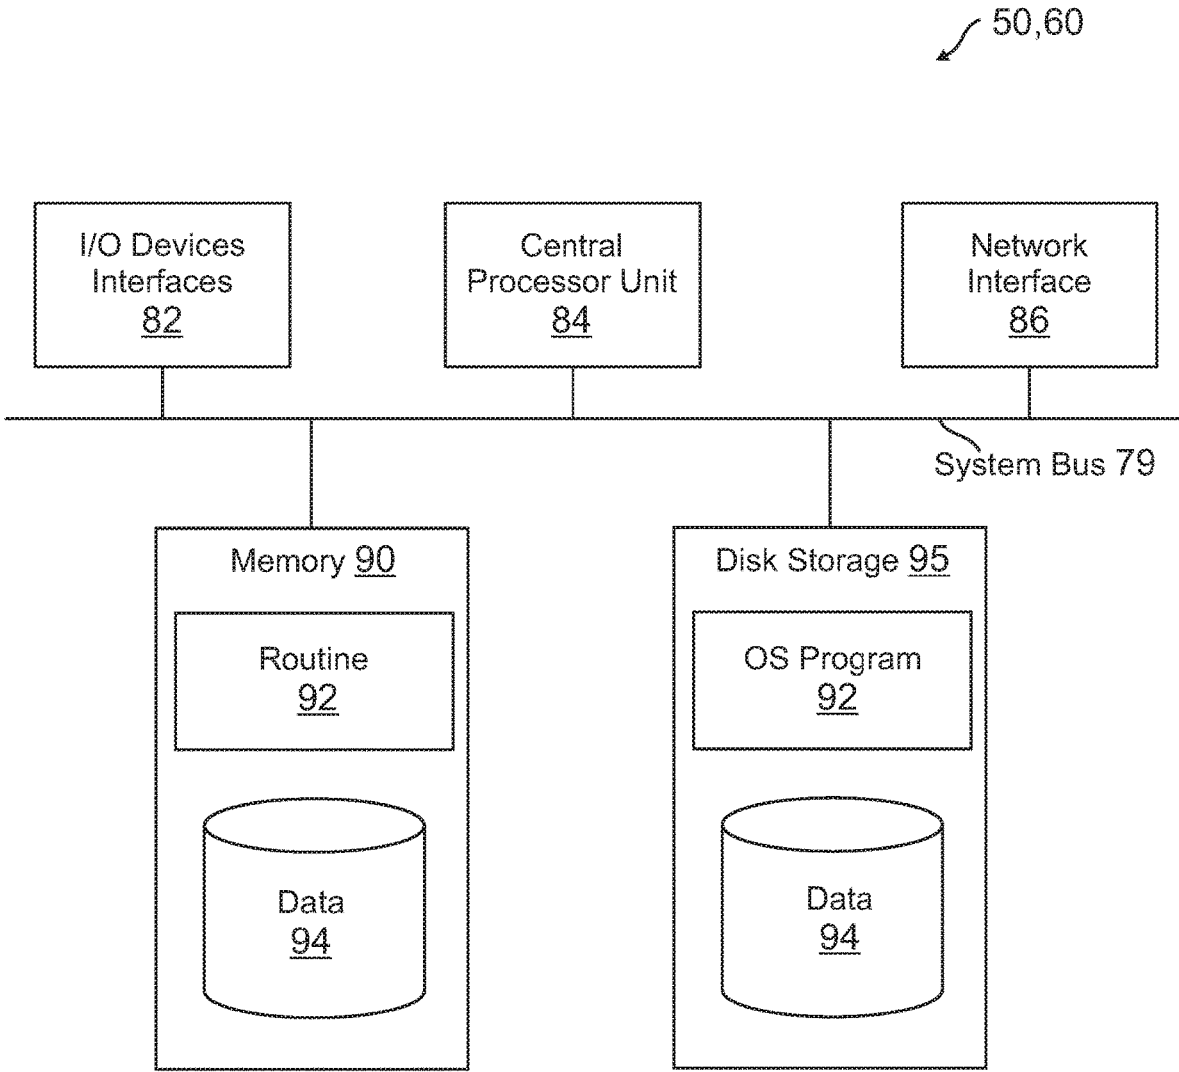 50,60
I/O Devices
Interfaces
82
Central
Processor Unit
84
Network
Interface
86
System Bus 79
Memory 90
Routine
92
Data
94
Disk Storage 95
OS Program
92
Data
94